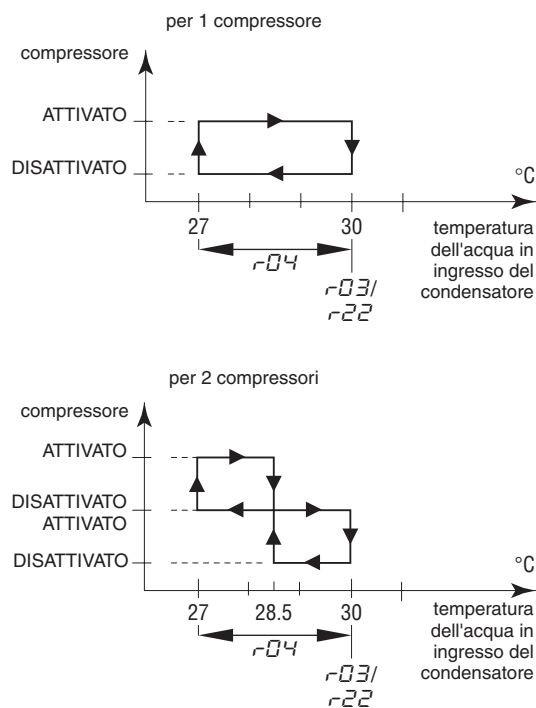 per 1 compressore
compressore
ATTIVATO
DISATTIVATO
°C
27
30
temperatura
dell'acqua in
ingresso del
condensatore
r04
r03/
r22
per 2 compressori
compressore
ATTIVATO
DISATTIVATO
ATTIVATO
DISATTIVATO
°C
27
28.5
30
temperatura
dell'acqua in
ingresso del
condensatore
r04
r03/
r22